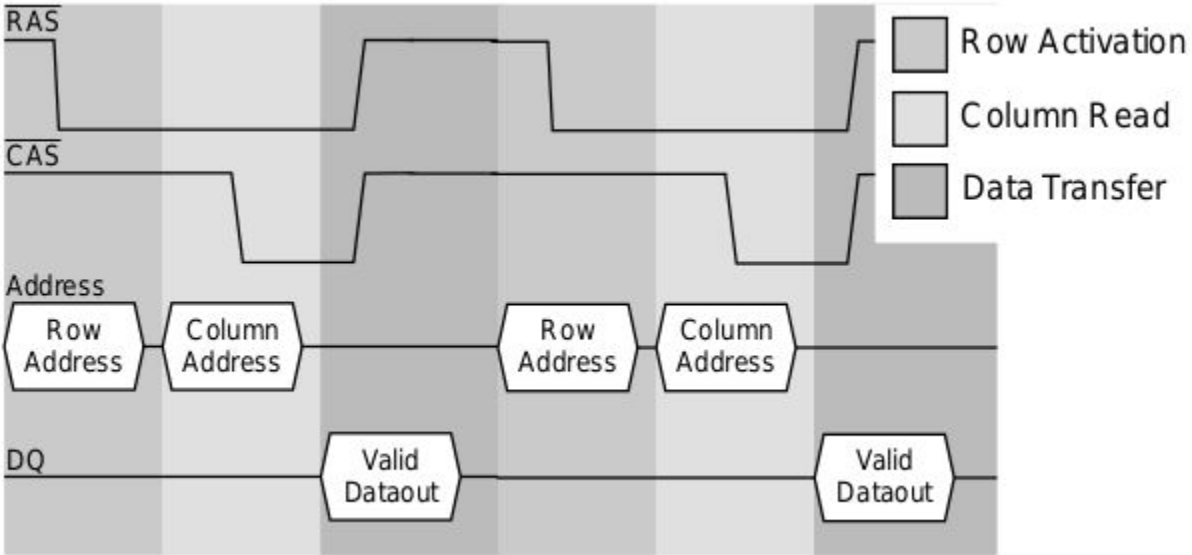 RAS
Row Activation
Column Read
CAS
Data Transfer
Address
Row
Address
Column
Address
Row
Address
Column
Address
DQ
Valid
Dataout
Valid
Dataout